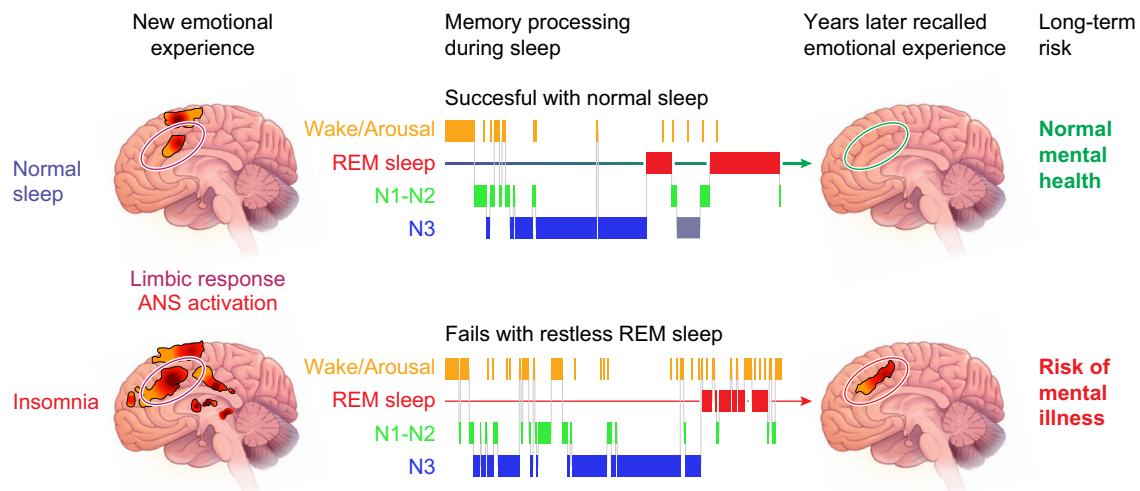 New emotional
experience
Memory processing
during sleep
Years later recalled
emotional experience
Long-term
risk
Normal
sleep
Succesful with normal sleep
Wake/Arousal
REM sleep
N1-N2
N3
Normal
mental
health
Limbic response
ANS activation
Insomnia
Fails with restless REM sleep
Wake/Arousal
REM sleep
N1-N2
N3
Risk of
mental
illness